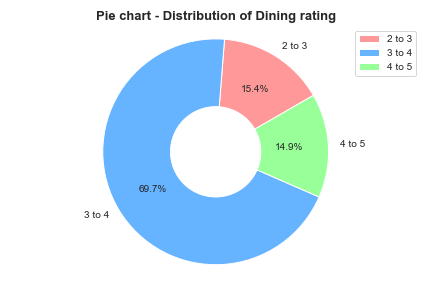 Pie chart - Distribution of Dining rating
2 to 3
3 to 4
4 to 5
2 to 3
15.4%
4 to 5
14.9%
69.7%
3 to 4